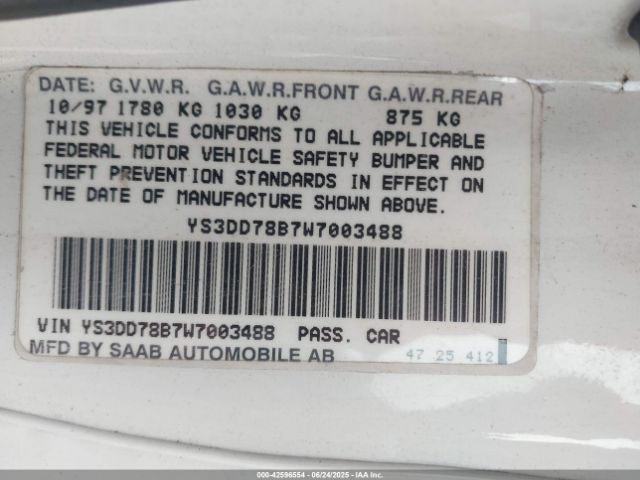 DATE: G.V.W.R. G.A.W.R.FRONT G.A.W.R.REAR
10/97 1780 KG 1030 KG 875 KG
THIS VEHICLE CONFORMS TO ALL APPLICABLE
FEDERAL MOTOR VEHICLE SAFETY BUMPER AND
THEFT PREVENTION STANDARDS IN EFFECT ON
THE DATE OF MANUFACTURE SHOWN ABOVE.
YS3DD78B7W7003488
VIN YS3DD78B7W7003488 PASS. CAR
MFD BY SAAB AUTOMOBILE AB 47 25 412
000-42596554 - 06/24/2025 - IAAI.SC